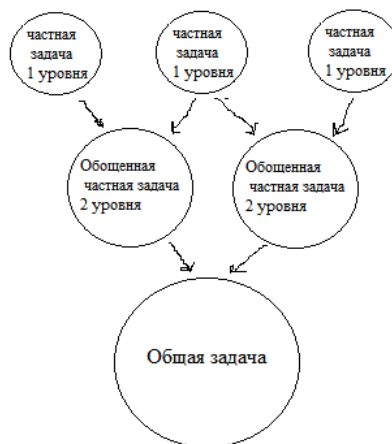 частная
задача
1 уровня
частная
задача
1 уровня
частная
задача
1 уровня
Обощенная
частная задача
2 уровня
Обощенная
частная задача
2 уровня
Общая задача